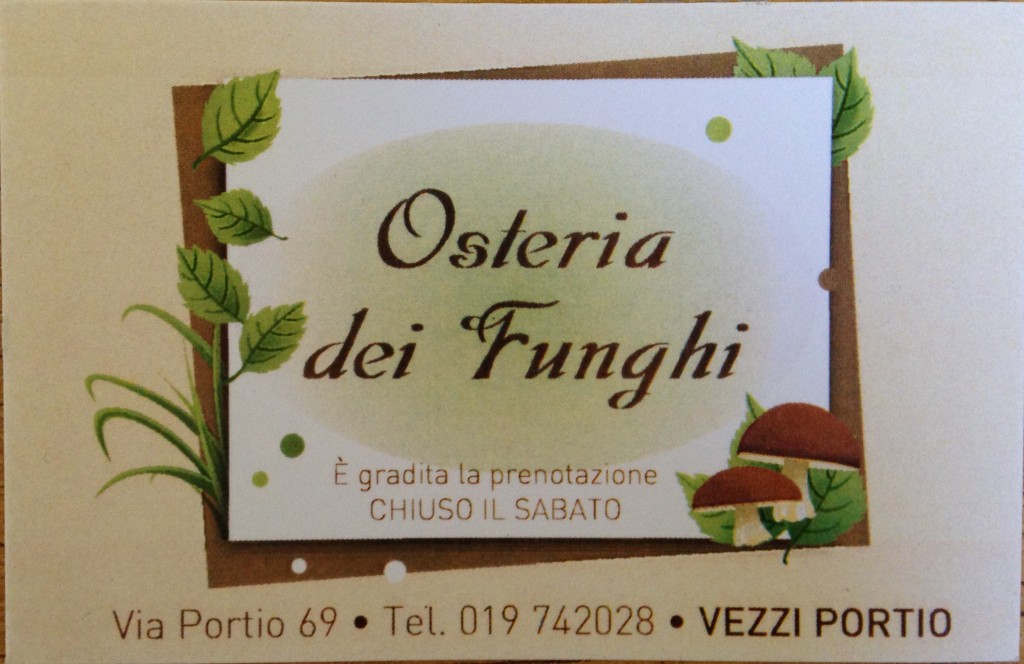 Osteria
dei Funghi
È gradita la prenotazione
CHIUSO IL SABATO
Via Portio 69 • Tel. 019 742028 • VEZZI PORTIO